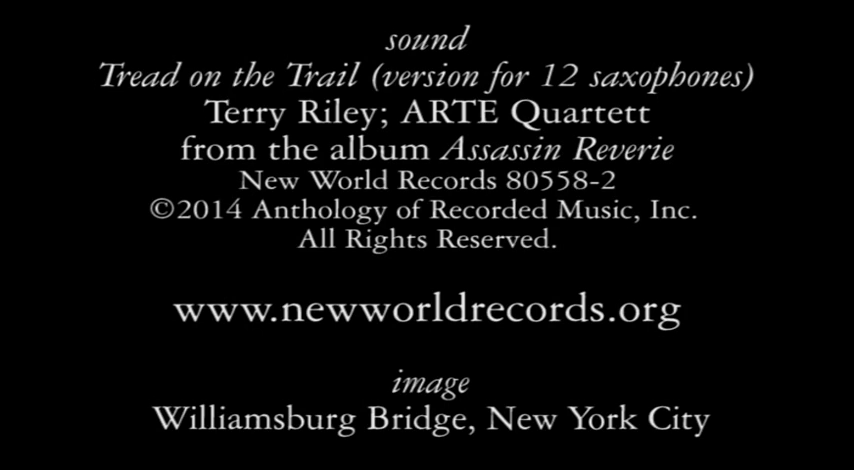 sound
Tread on the Trail (version for 12 saxophones)
Terry Riley; ARTE Quartett
from the album Assassin Reverie
New World Records 80558-2
©2014 Anthology of Recorded Music, Inc.
All Rights Reserved.
www.newworldrecords.org
image
Williamsburg Bridge, New York City